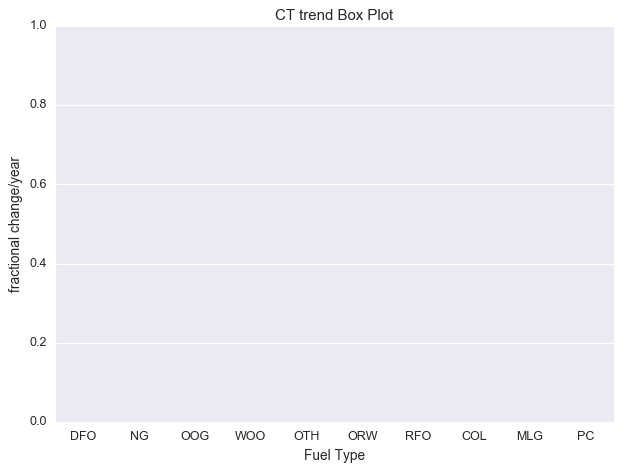 CT trend Box Plot
1.0
0.8
0.6
0.4
0.2
0.0
fractional change/year
DFO NG OOG WOO OTH ORW RFO COL MLG PC
Fuel Type